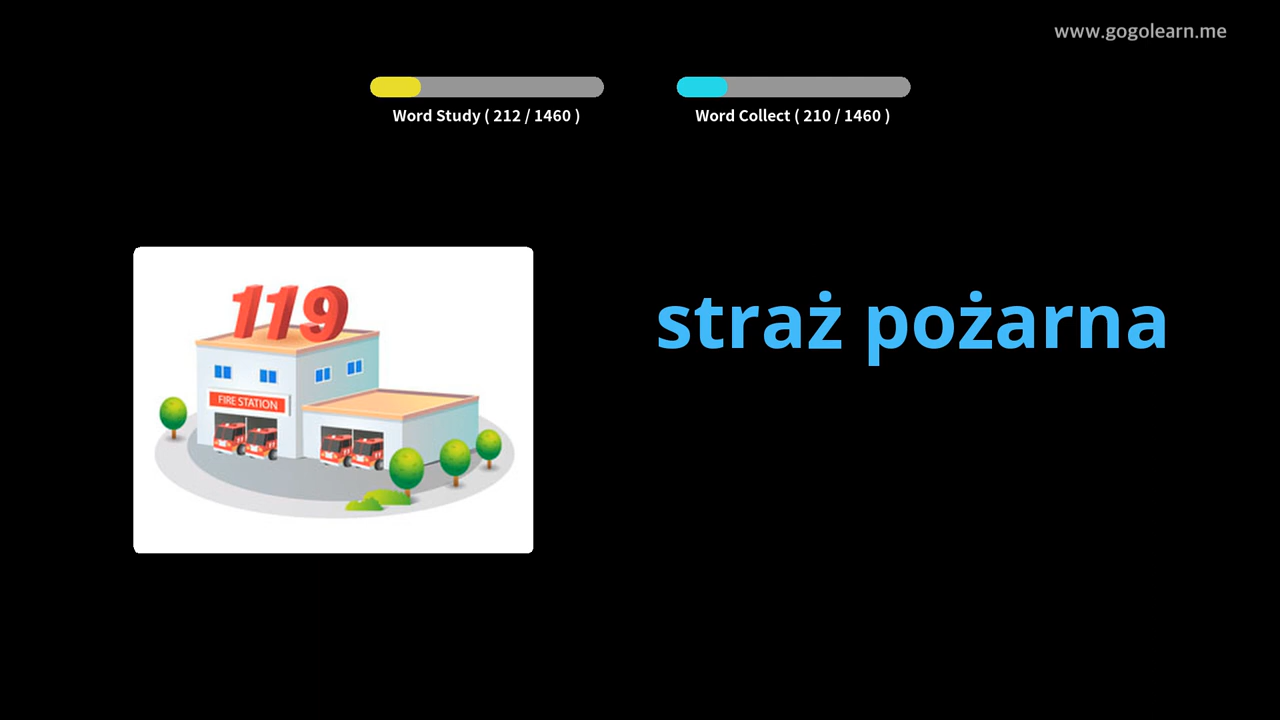 www.gogolearn.me
Word Study ( 212 / 1460 )
Word Collect ( 210 / 1460 )
119
FIRE STATION
straż pożarna